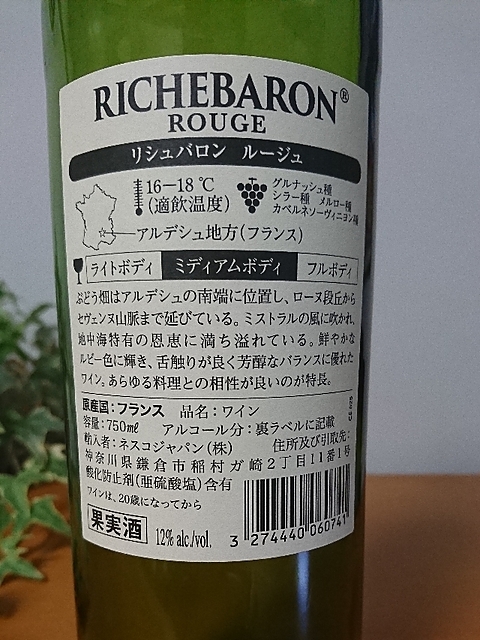 RICHEBARON®
ROUGE
リシュバロン ルージュ
16−18℃
(適飲温度)
グルナッシュ種
シラー種 メルロー種
カベルネソーヴィニヨン種
アルデシュ地方(フランス)
ライトボディ ミディアムボディ フルボディ
ぶどう畑はアルデシュの南端に位置し、ローヌ段丘から
セヴェンヌ山脈まで延びている。ミストラルの風に吹かれ、
地中海特有の恩恵に満ち溢れている。鮮やかな
ルビー色に輝き、舌触りが良く芳醇なバランスに優れた
ワイン。あらゆる料理との相性が良いのが特長。
原産国:フランス 品名:ワイン
容量:750㎖ アルコール分:裏ラベルに記載
輸入者:ネスコジャパン(株) 住所及び引取先:
神奈川県鎌倉市稲村ガ崎2丁目11番1号
酸化防止剤(亜硫酸塩)含有
ワインは、20歳になってから
果実酒 12% alc./vol.
3 274440 060741